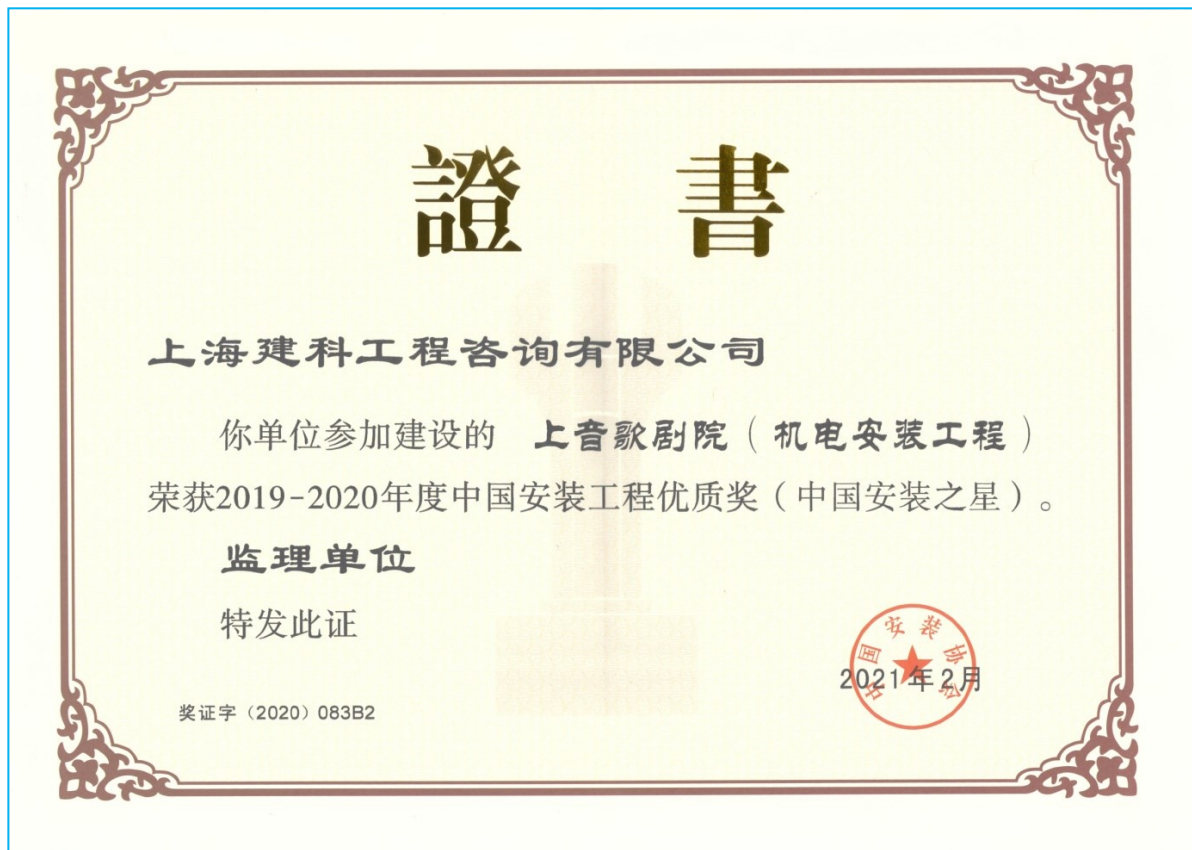 證 書
上海建科工程咨询有限公司
你单位参加建设的 上音歌剧院（机电安装工程）
荣获2019-2020年度中国安装工程优质奖（中国安装之星）。
监理单位
特发此证
中国安装协会
2021年2月
奖证字（2020）083B2